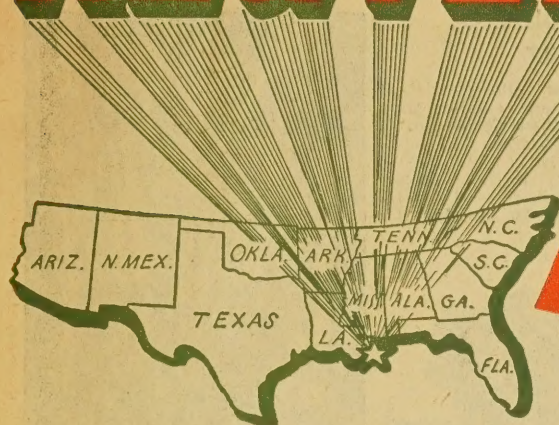 ARIZ. N.MEX. OKLA. ARK. TENN. N.C.
S.C.
TEXAS MISS. ALA. GA.
LA.
FLA.